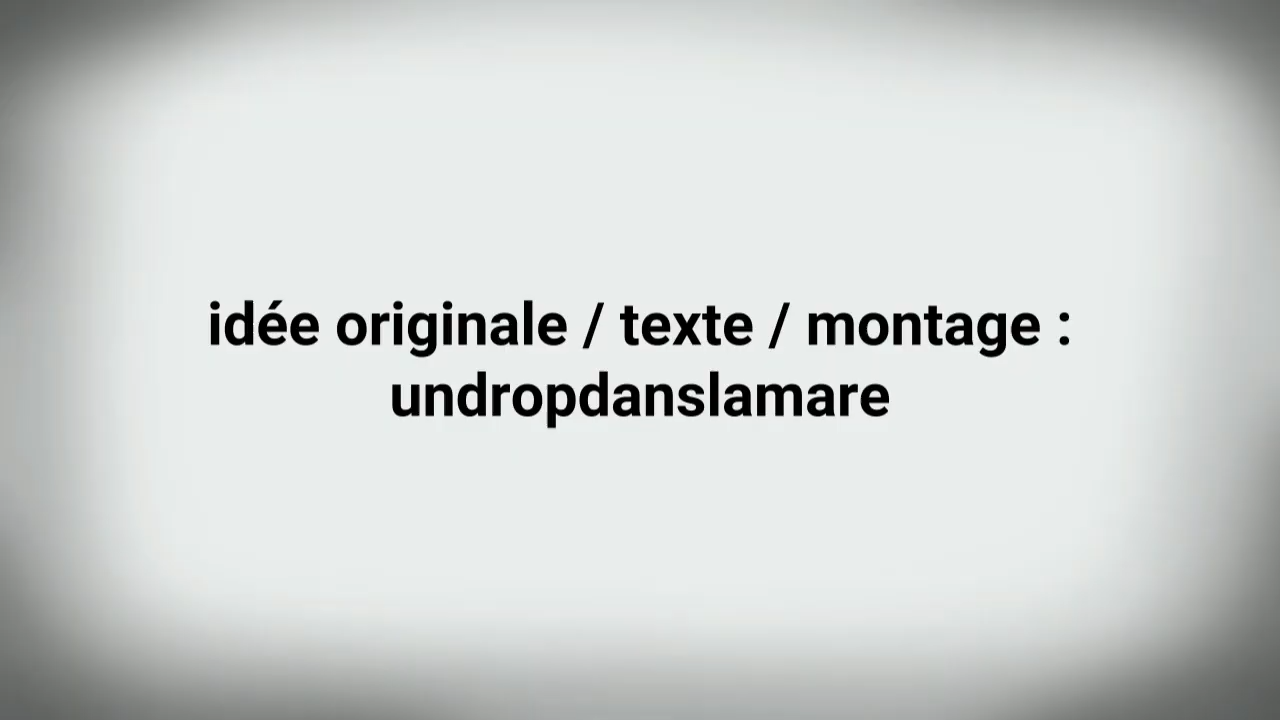 idée originale / texte / montage :
undropdanslamare